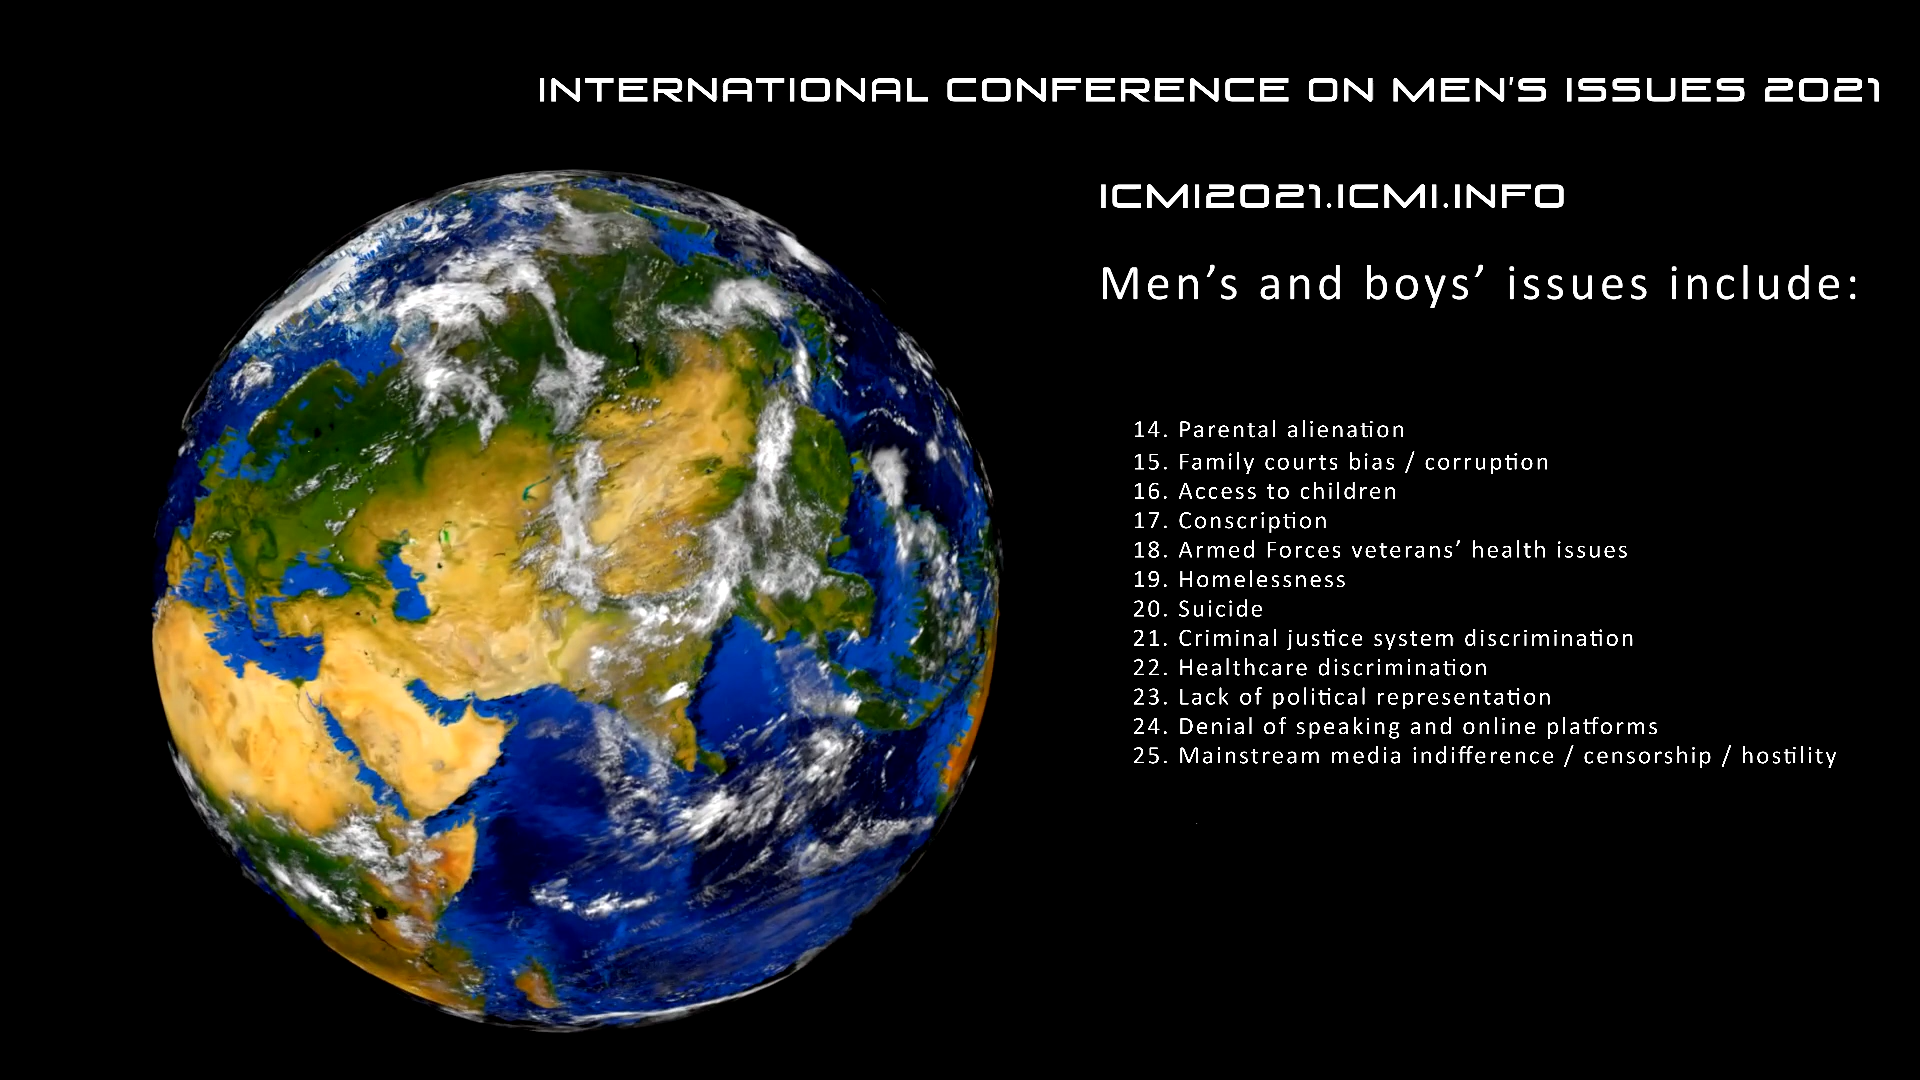 INTERNATIONAL CONFERENCE ON MEN'S ISSUES 2021
ICMI2021.ICMI.INFO
Men’s and boys’ issues include:
14. Parental alienation
15. Family courts bias / corruption
16. Access to children
17. Conscription
18. Armed Forces veterans’ health issues
19. Homelessness
20. Suicide
21. Criminal justice system discrimination
22. Healthcare discrimination
23. Lack of political representation
24. Denial of speaking and online platforms
25. Mainstream media indifference / censorship / hostility